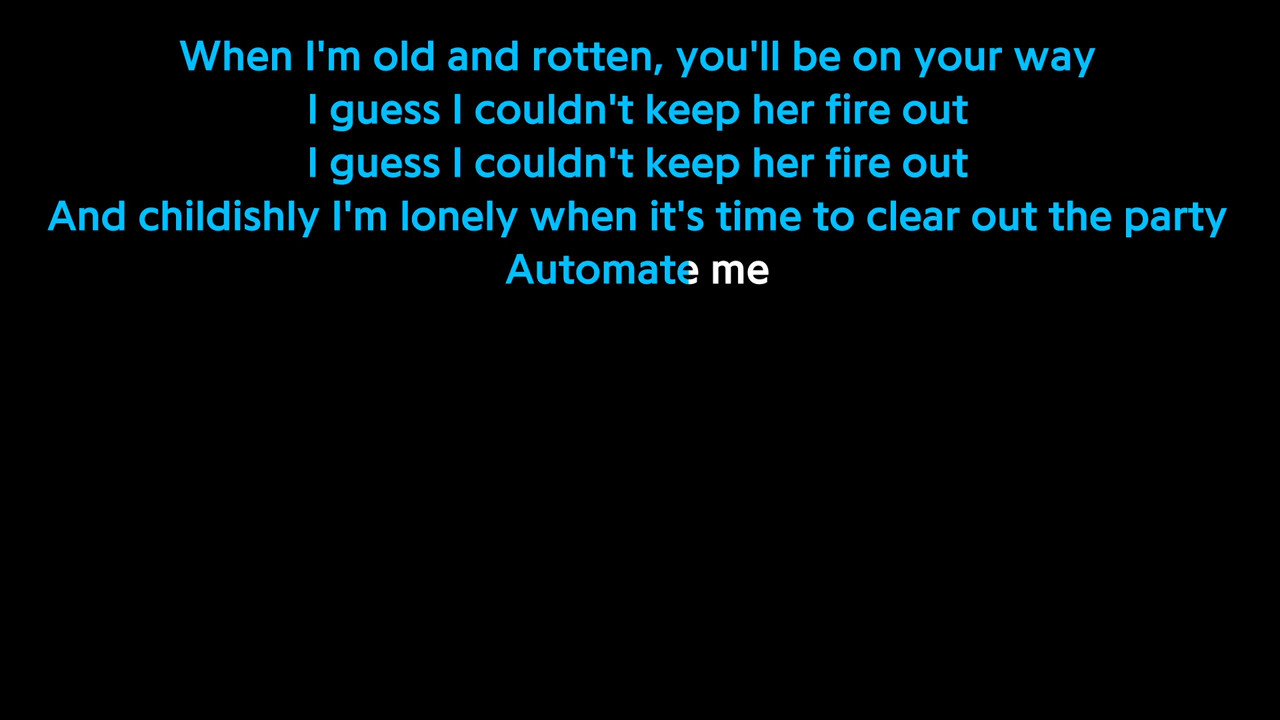 When I'm old and rotten, you'll be on your way
I guess I couldn't keep her fire out
I guess I couldn't keep her fire out
And childishly I'm lonely when it's time to clear out the party
Automate me